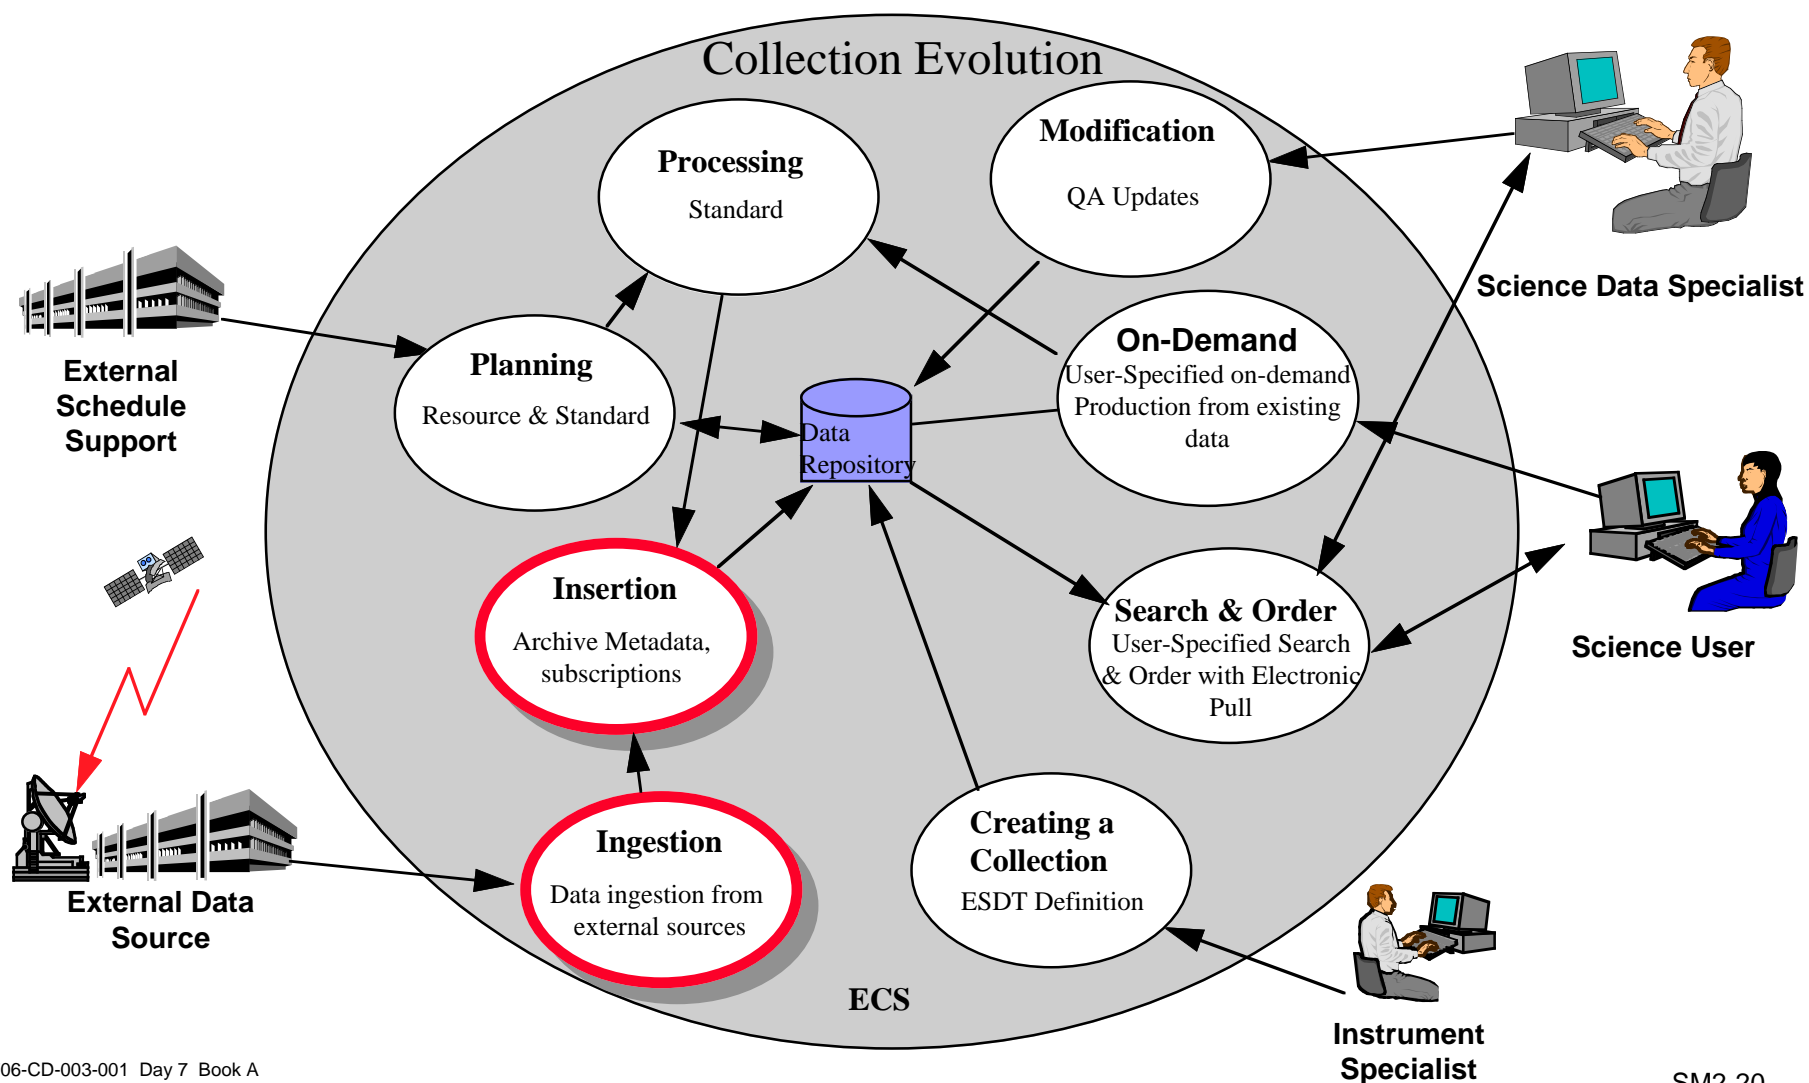 Collection Evolution
Modification
QA Updates
Processing
Standard
Science Data Specialist
External
Schedule
Support
Planning
Resource & Standard
On-Demand
User-Specified on-demand
Production from existing
data
Data
Repository
Insertion
Archive Metadata,
subscriptions
Search & Order
User-Specified Search
& Order with Electronic
Pull
Science User
External Data
Source
Ingestion
Data ingestion from
external sources
Creating a
Collection
ESDT Definition
ECS
Instrument
Specialist
06-CD-003-001 Day 7 Book A
SM2-20